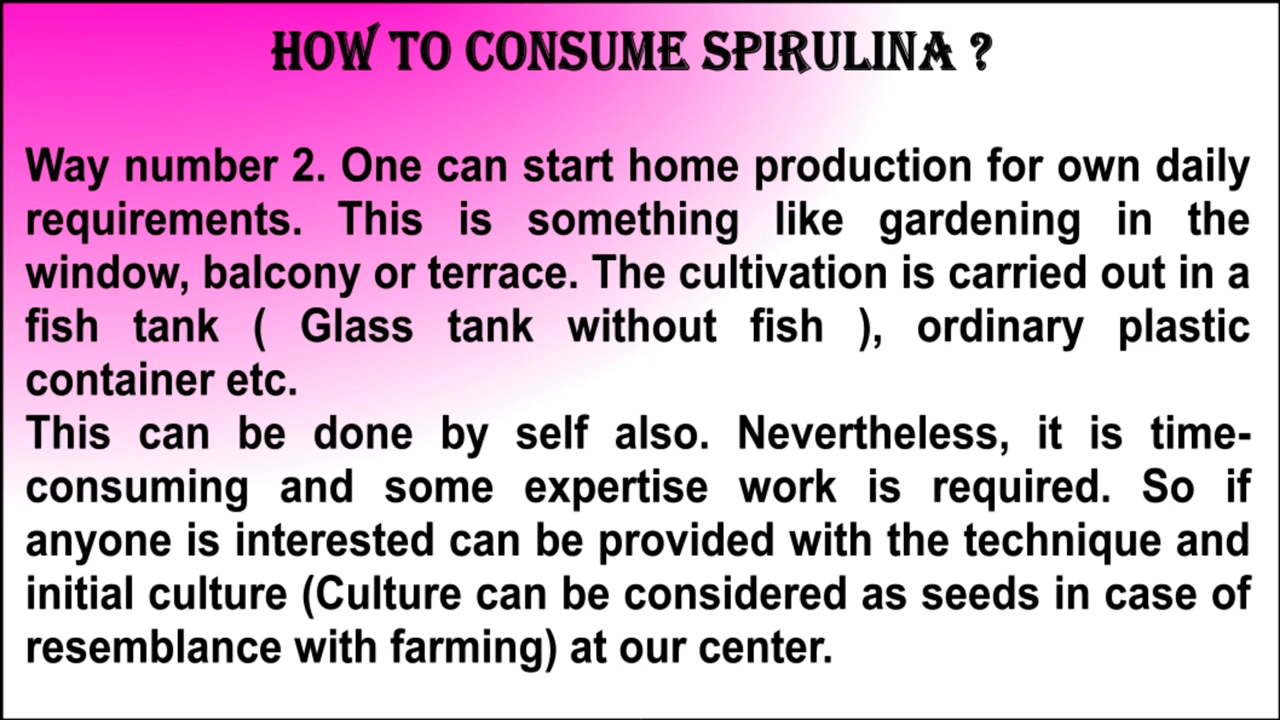 HOW TO CONSUME SPIRULINA ?
Way number 2. One can start home production for own daily
requirements. This is something like gardening in the
window, balcony or terrace. The cultivation is carried out in a
fish tank ( Glass tank without fish ), ordinary plastic
container etc.
This can be done by self also. Nevertheless, it is time-
consuming and some expertise work is required. So if
anyone is interested can be provided with the technique and
initial culture (Culture can be considered as seeds in case of
resemblance with farming) at our center.